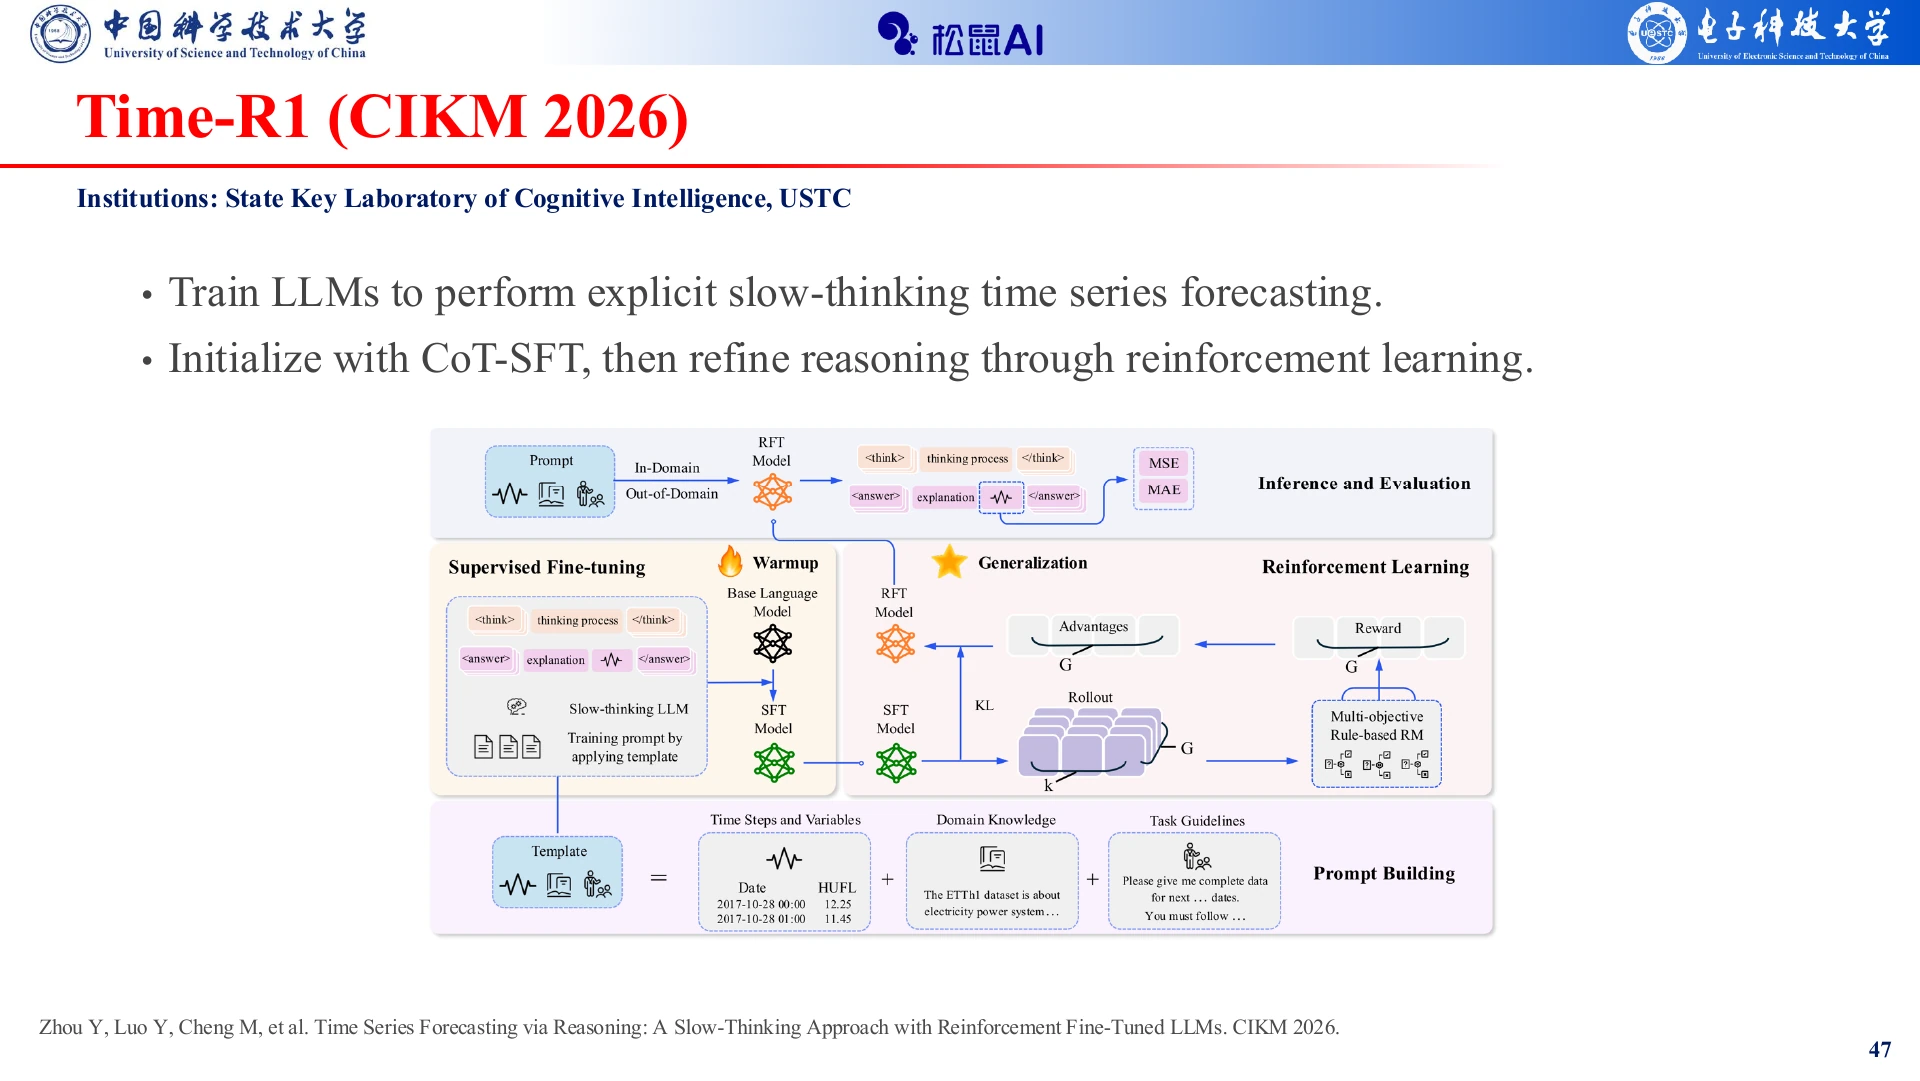 中国科学技术大学
University of Science and Technology of China
松鼠AI
电子科技大学
University of Electronic Science and Technology of China
Time-R1 (CIKM 2026)
Institutions: State Key Laboratory of Cognitive Intelligence, USTC
• Train LLMs to perform explicit slow-thinking time series forecasting.
• Initialize with CoT-SFT, then refine reasoning through reinforcement learning.
Prompt
In-Domain
Out-of-Domain
RFT
Model
<think> thinking process </think>
<answer> explanation </answer>
MSE
MAE
Inference and Evaluation
Supervised Fine-tuning
Warmup
<think> thinking process </think>
<answer> explanation </answer>
Slow-thinking LLM
Training prompt by
applying template
Base Language
Model
SFT
Model
Generalization
Reinforcement Learning
RFT
Model
Advantages
G
Reward
G
SFT
Model
KL
Rollout
G
k
Multi-objective
Rule-based RM
Template
=
Time Steps and Variables
Date HUFL
2017-10-28 00:00 12.25
2017-10-28 01:00 11.45
+
Domain Knowledge
The ETTh1 dataset is about
electricity power system…
+
Task Guidelines
Please give me complete data
for next … dates.
You must follow …
Prompt Building
Zhou Y, Luo Y, Cheng M, et al. Time Series Forecasting via Reasoning: A Slow-Thinking Approach with Reinforcement Fine-Tuned LLMs. CIKM 2026.
47